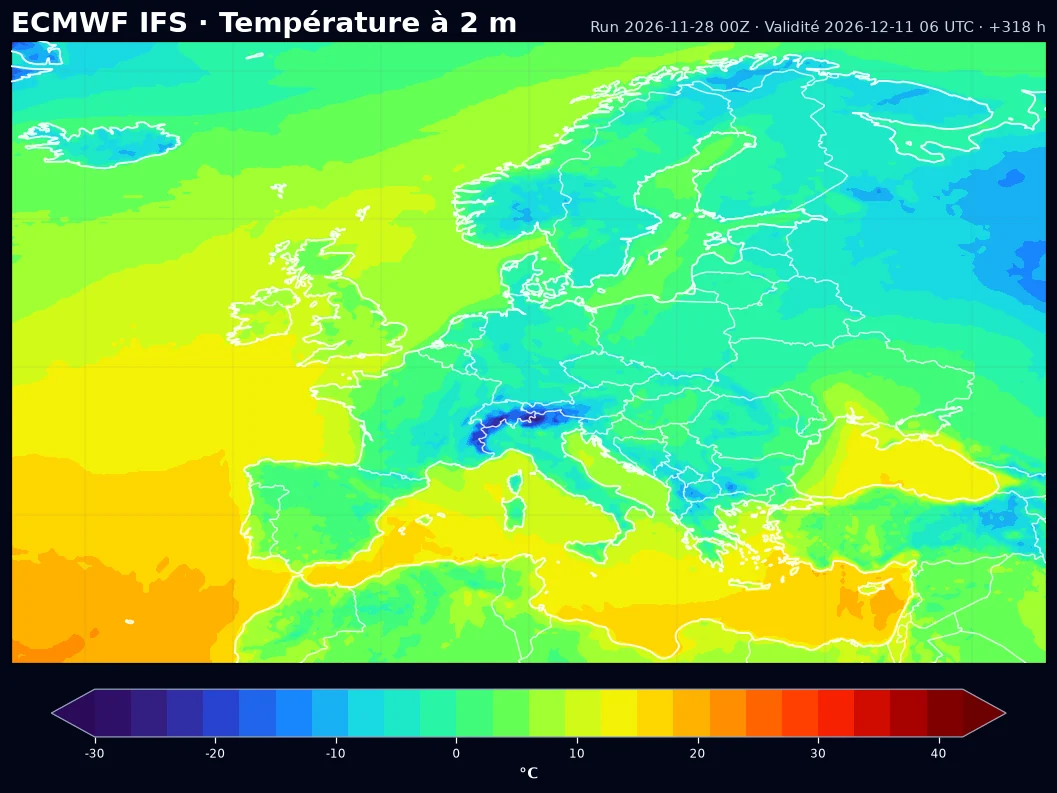 ECMWF IFS · Température à 2 m
Run 2026-11-28 00Z · Validité 2026-12-11 06 UTC · +318 h
-30 -20 -10 0 10 20 30 40
°C